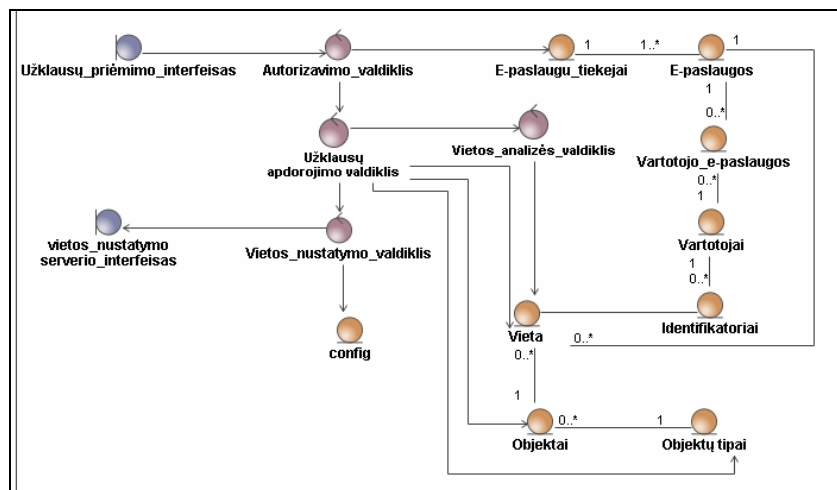 1 1..* 1
Užklausų_priėmimo_interfeisas Autorizavimo_valdiklis E-paslaugu_tiekejai E-paslaugos
1
0..*
Užklausų
apdorojimo valdiklis
Vietos_analizės_valdiklis
Vartotojo_e-paslaugos
0..*
1
vietos_nustatymo
serverio_interfeisas
Vietos_nustatymo_valdiklis
Vartotojai
1
0..*
Vieta
Identifikatoriai
config
0..*
0..*
1
0..* 1
Objektai
Objektų tipai